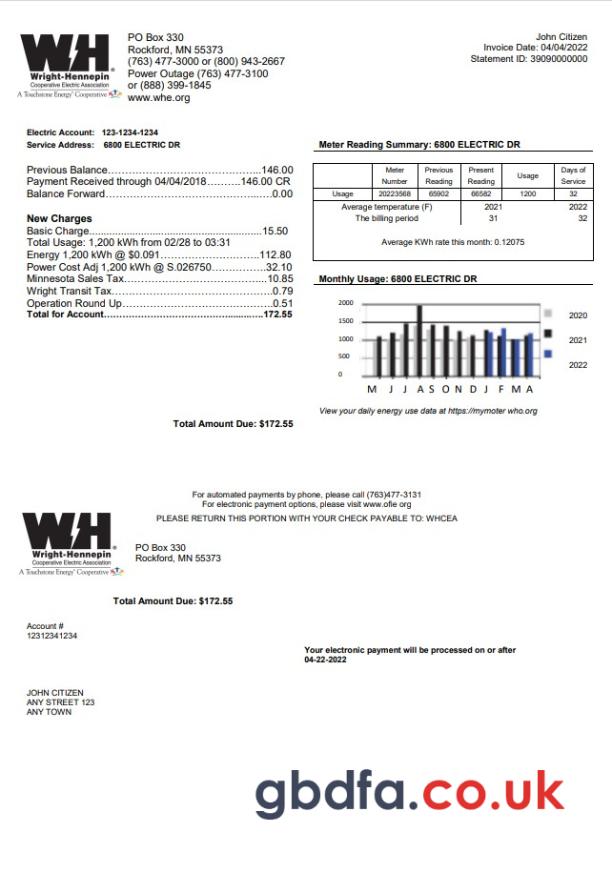 WH
Wright-Hennepin
Cooperative Electric Association
A Touchstone Energy® Cooperative
PO Box 330
Rockford, MN 55373
(763) 477-3000 or (800) 943-2667
Power Outage (763) 477-3100
or (888) 399-1845
www.whe.org
John Citizen
Invoice Date: 04/04/2022
Statement ID: 39090000000
Electric Account: 123-1234-1234
Service Address: 6800 ELECTRIC DR
Previous Balance.................................................146.00
Payment Received through 04/04/2018.........146.00 CR
Balance Forward..................................................0.00
New Charges
Basic Charge.....................................................15.50
Total Usage: 1,200 kWh from 02/28 to 03:31
Energy 1,200 kWh @ $0.091............................112.80
Power Cost Adj 1,200 kWh @ S.026750..............32.10
Minnesota Sales Tax.........................................10.85
Wright Transit Tax..............................................0.79
Operation Round Up............................................0.51
Total for Account.................................................172.55
Total Amount Due: $172.55
Meter Reading Summary: 6800 ELECTRIC DR
Meter Number Previous Reading Present Reading Usage Days of Service
Usage 20223568 65902 66582 1200 32
Average temperature (F) 2021 2022
The billing period 31 32
Average KWh rate this month: 0.12075
Monthly Usage: 6800 ELECTRIC DR
2000
1500
1000
500
0
M J J A S O N D J F M A
2020
2021
2022
View your daily energy use data at https://mymoter who.org
For automated payments by phone, please call (763)477-3131
For electronic payment options, please visit www.ofie org
PLEASE RETURN THIS PORTION WITH YOUR CHECK PAYABLE TO: WHCEA
WH
Wright-Hennepin
Cooperative Electric Association
A Touchstone Energy® Cooperative
PO Box 330
Rockford, MN 55373
Total Amount Due: $172.55
Account #
12312341234
Your electronic payment will be processed on or after
04-22-2022
JOHN CITIZEN
ANY STREET 123
ANY TOWN
gbdfa.co.uk